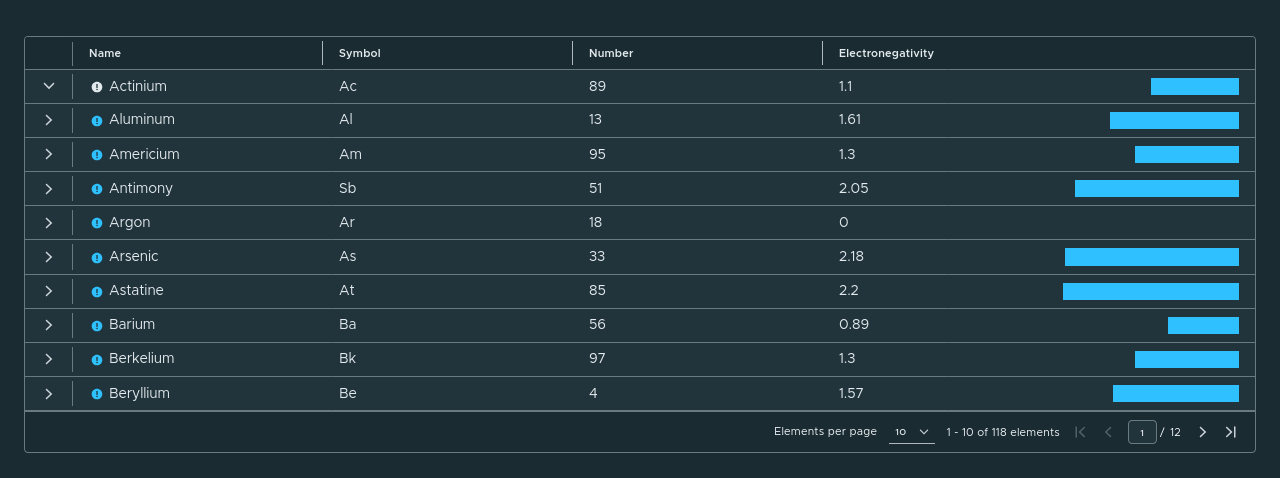 Name Symbol Number Electronegativity
Actinium Ac 89 1.1
Aluminum Al 13 1.61
Americium Am 95 1.3
Antimony Sb 51 2.05
Argon Ar 18 0
Arsenic As 33 2.18
Astatine At 85 2.2
Barium Ba 56 0.89
Berkelium Bk 97 1.3
Beryllium Be 4 1.57
Elements per page 10 1 - 10 of 118 elements 1 / 12